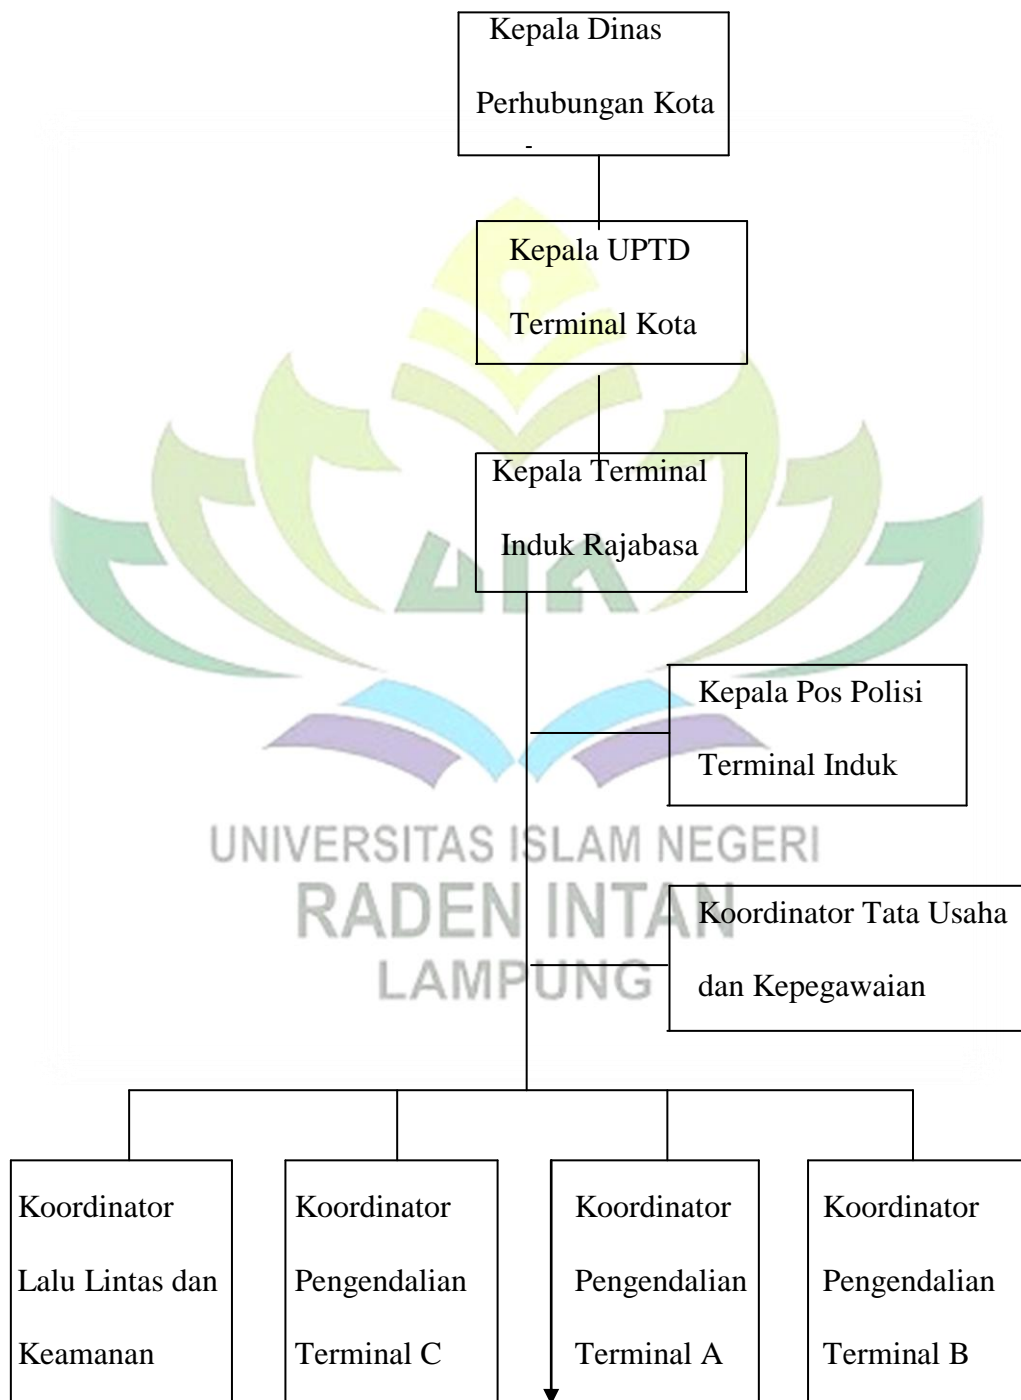 Kepala Dinas
Perhubungan Kota
-
Kepala UPTD
Terminal Kota
Kepala Terminal
Induk Rajabasa
Kepala Pos Polisi
Terminal Induk
UNIVERSITAS ISLAM NEGERI
RADEN INTAN
LAMPUNG
Koordinator Tata Usaha
dan Kepegawaian
Koordinator
Lalu Lintas dan
Keamanan
Koordinator
Pengendalian
Terminal C
Koordinator
Pengendalian
Terminal A
Koordinator
Pengendalian
Terminal B